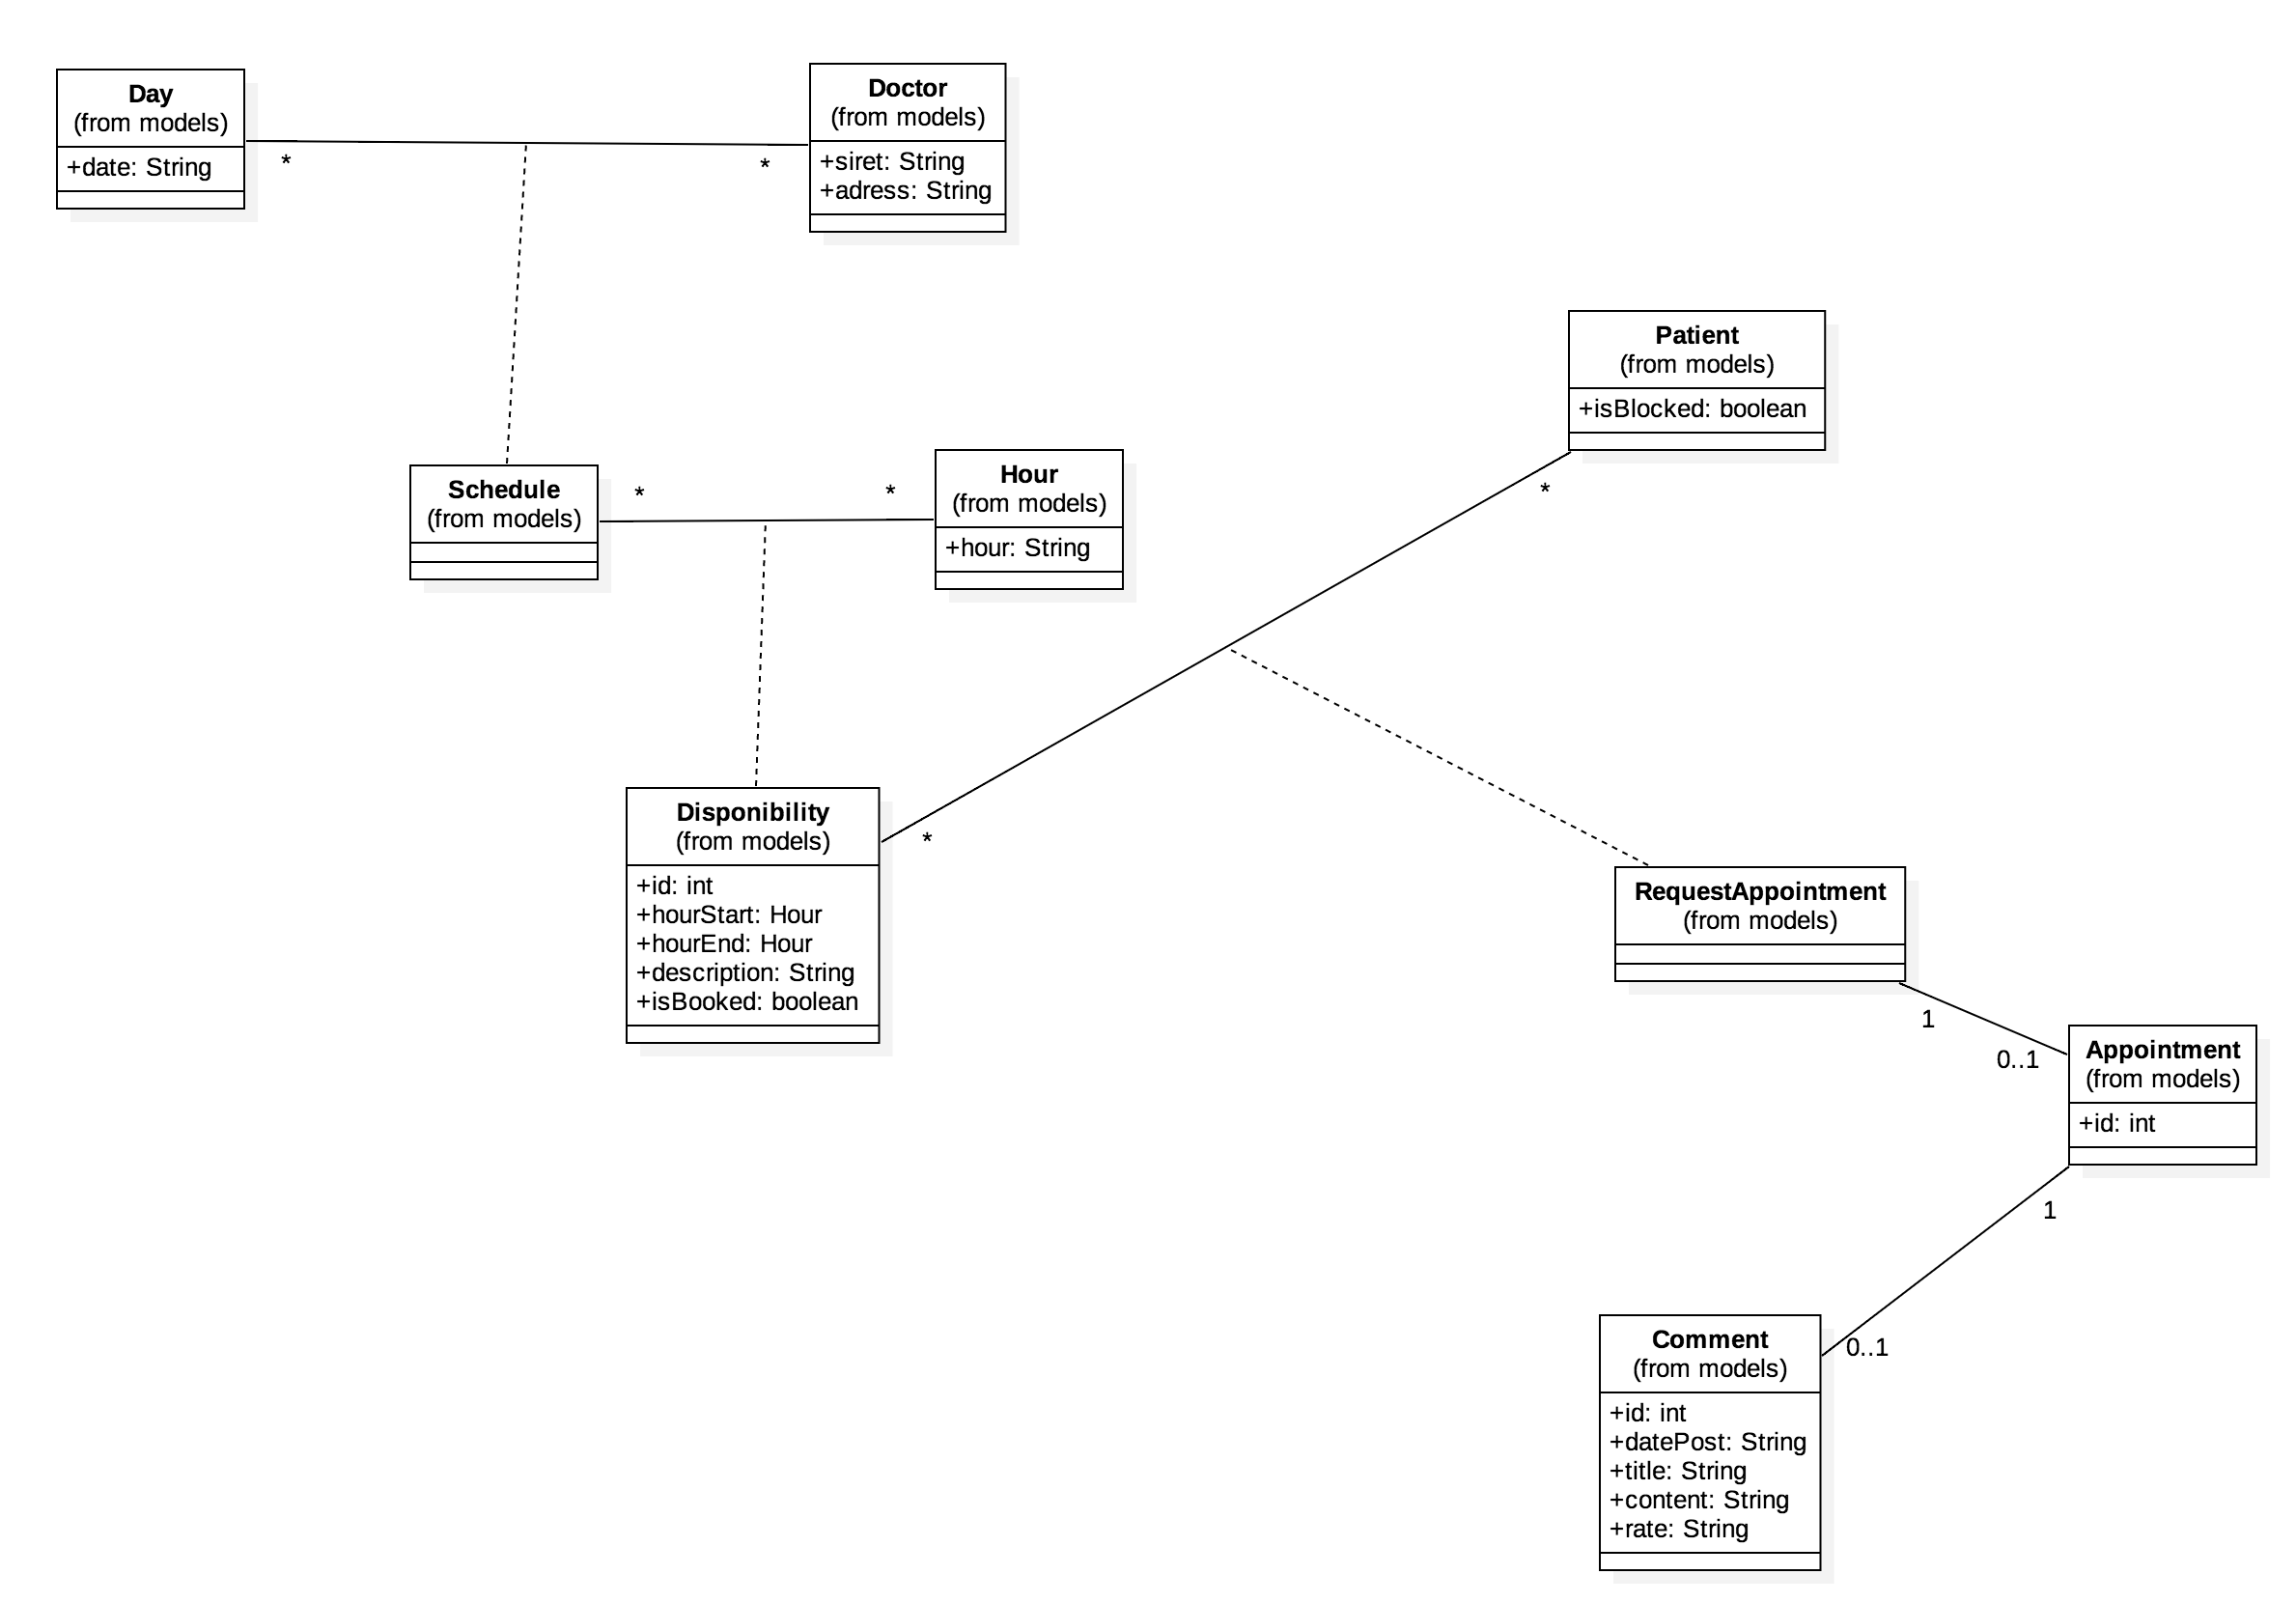 Day
(from models)
+date: String
*
*
Doctor
(from models)
+siret: String
+adress: String
Patient
(from models)
+isBlocked: boolean
*
Schedule
(from models)
*
*
Hour
(from models)
+hour: String
Disponibility
(from models)
+id: int
+hourStart: Hour
+hourEnd: Hour
+description: String
+isBooked: boolean
*
RequestAppointment
(from models)
1
0..1
Appointment
(from models)
+id: int
1
0..1
Comment
(from models)
+id: int
+datePost: String
+title: String
+content: String
+rate: String